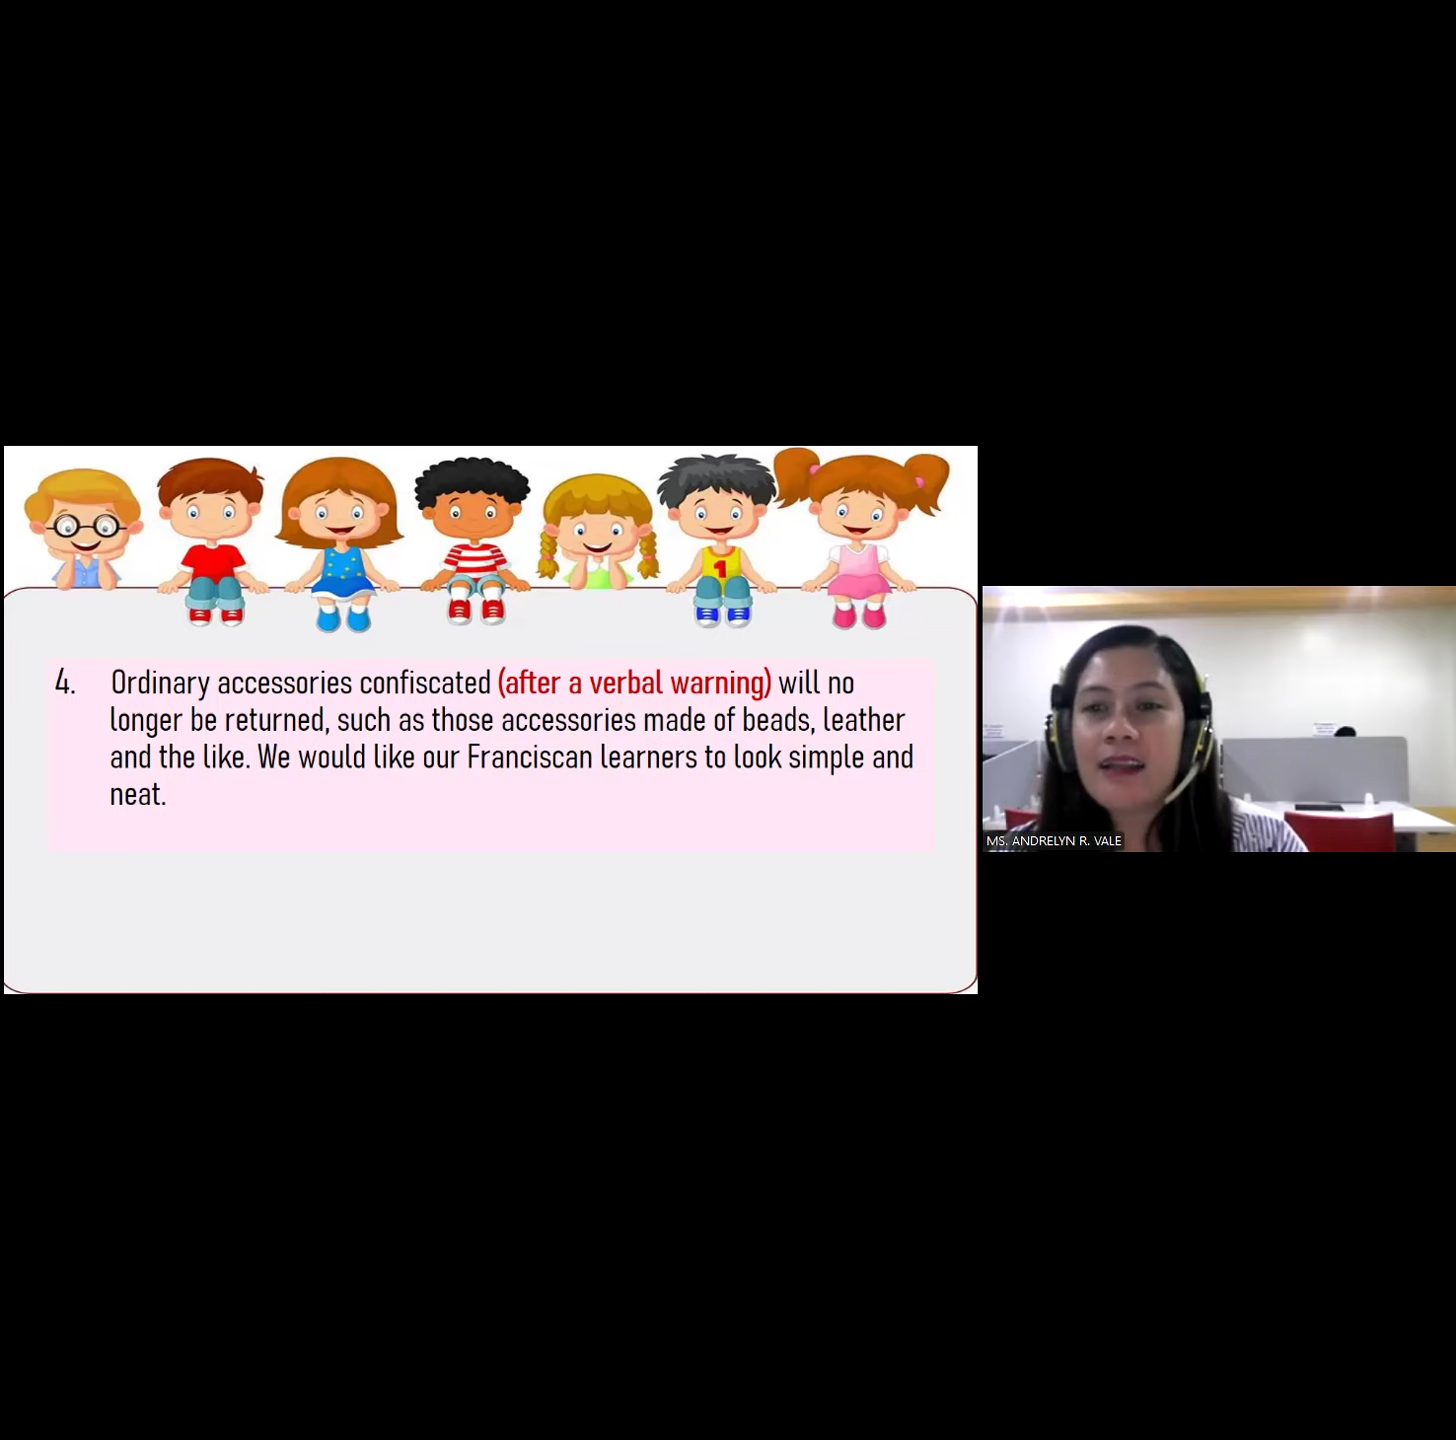 4. Ordinary accessories confiscated (after a verbal warning) will no
longer be returned, such as those accessories made of beads, leather
and the like. We would like our Franciscan learners to look simple and
neat.
1
MS. ANDRELYN R. VALE